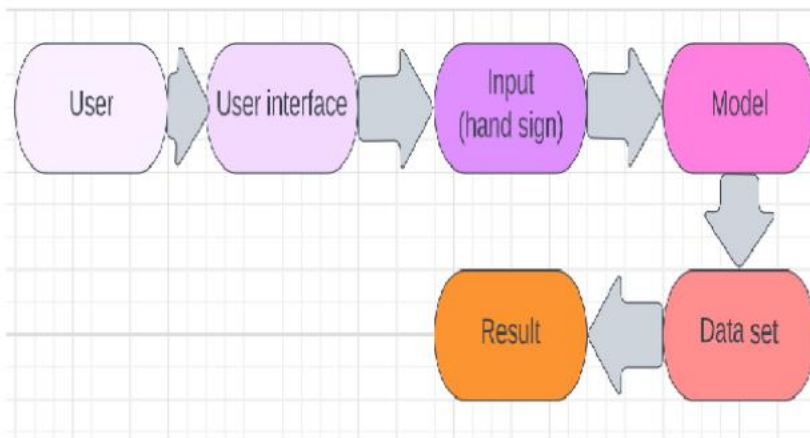 User
User interface
Input
(hand sign)
Model
Data set
Result